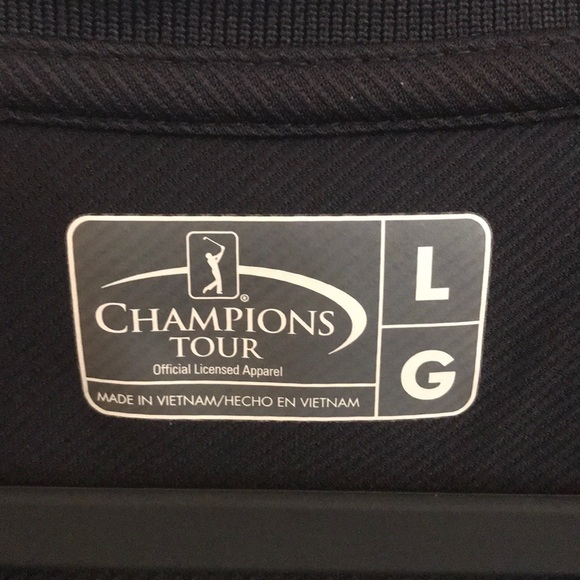 ®
CHAMPIONS
TOUR
Official Licensed Apparel
MADE IN VIETNAM/HECHO EN VIETNAM
L
G